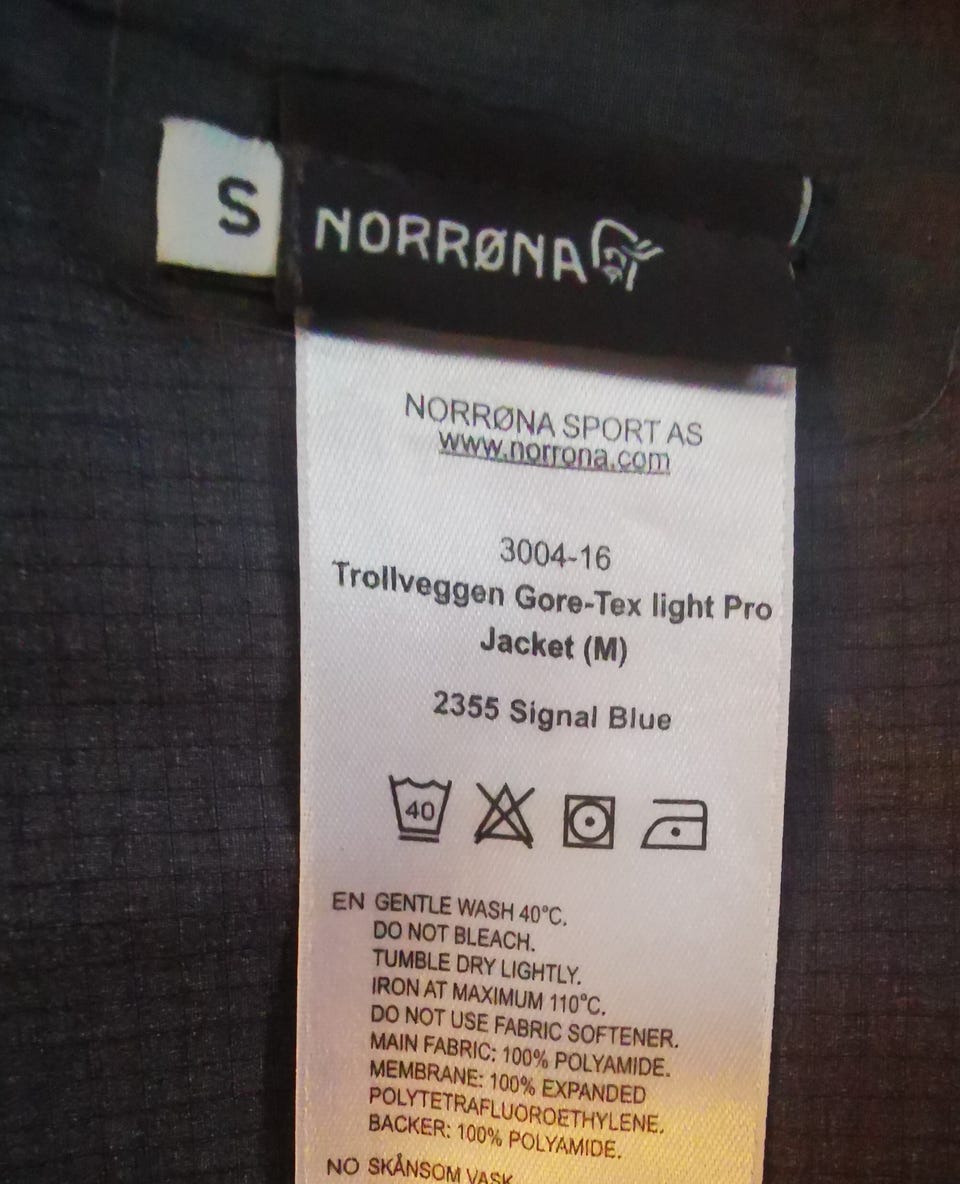 S
NORRØNA
NORRØNA SPORT AS
www.norrona.com
3004-16
Trollveggen Gore-Tex light Pro
Jacket (M)
2355 Signal Blue
40
EN GENTLE WASH 40°C.
DO NOT BLEACH.
TUMBLE DRY LIGHTLY.
IRON AT MAXIMUM 110°C.
DO NOT USE FABRIC SOFTENER.
MAIN FABRIC: 100% POLYAMIDE.
MEMBRANE: 100% EXPANDED
POLYTETRAFLUOROETHYLENE.
BACKER: 100% POLYAMIDE.
NO SKÅNSOM VASK